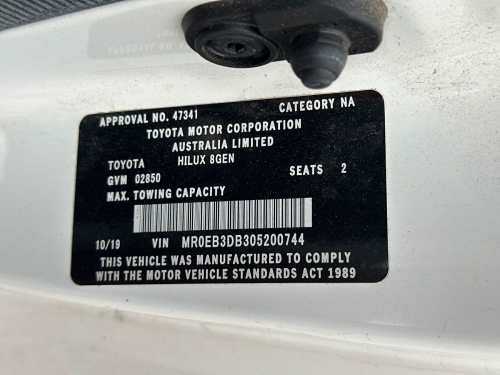 APPROVAL NO. 47341 CATEGORY NA
TOYOTA MOTOR CORPORATION
AUSTRALIA LIMITED
TOYOTA HILUX 8GEN
GVM 02850 SEATS 2
MAX. TOWING CAPACITY
10/19 VIN MR0EB3DB305200744
THIS VEHICLE WAS MANUFACTURED TO COMPLY
WITH THE MOTOR VEHICLE STANDARDS ACT 1989